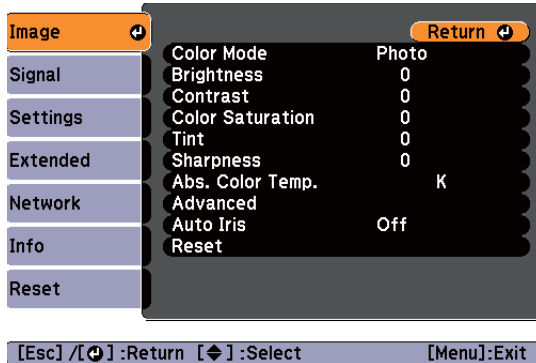 Image
Signal
Settings
Extended
Network
Info
Reset
Return
Color Mode Photo
Brightness 0
Contrast 0
Color Saturation 0
Tint 0
Sharpness 0
Abs. Color Temp. K
Advanced
Auto Iris Off
Reset
[Esc] /[⏎] :Return [◆] :Select [Menu]:Exit